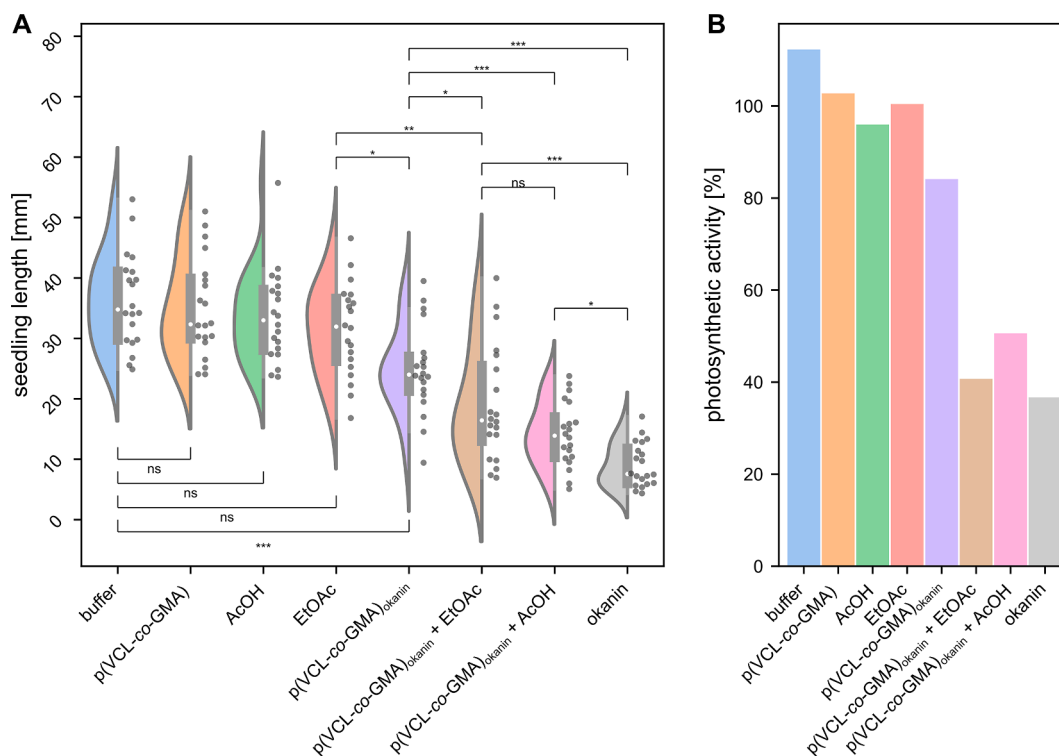 A
seedling length [mm]
80
70
60
50
40
30
20
10
0
***
***
*
**
*
***
ns
*
ns
ns
ns
***
buffer
p(VCL-co-GMA)
AcOH
EtOAc
p(VCL-co-GMA)okanin
p(VCL-co-GMA)okanin + EtOAc
p(VCL-co-GMA)okanin + AcOH
okanin
B
photosynthetic activity [%]
100
80
60
40
20
0
buffer
p(VCL-co-GMA)
AcOH
EtOAc
p(VCL-co-GMA)okanin
p(VCL-co-GMA)okanin + EtOAc
p(VCL-co-GMA)okanin + AcOH
okanin